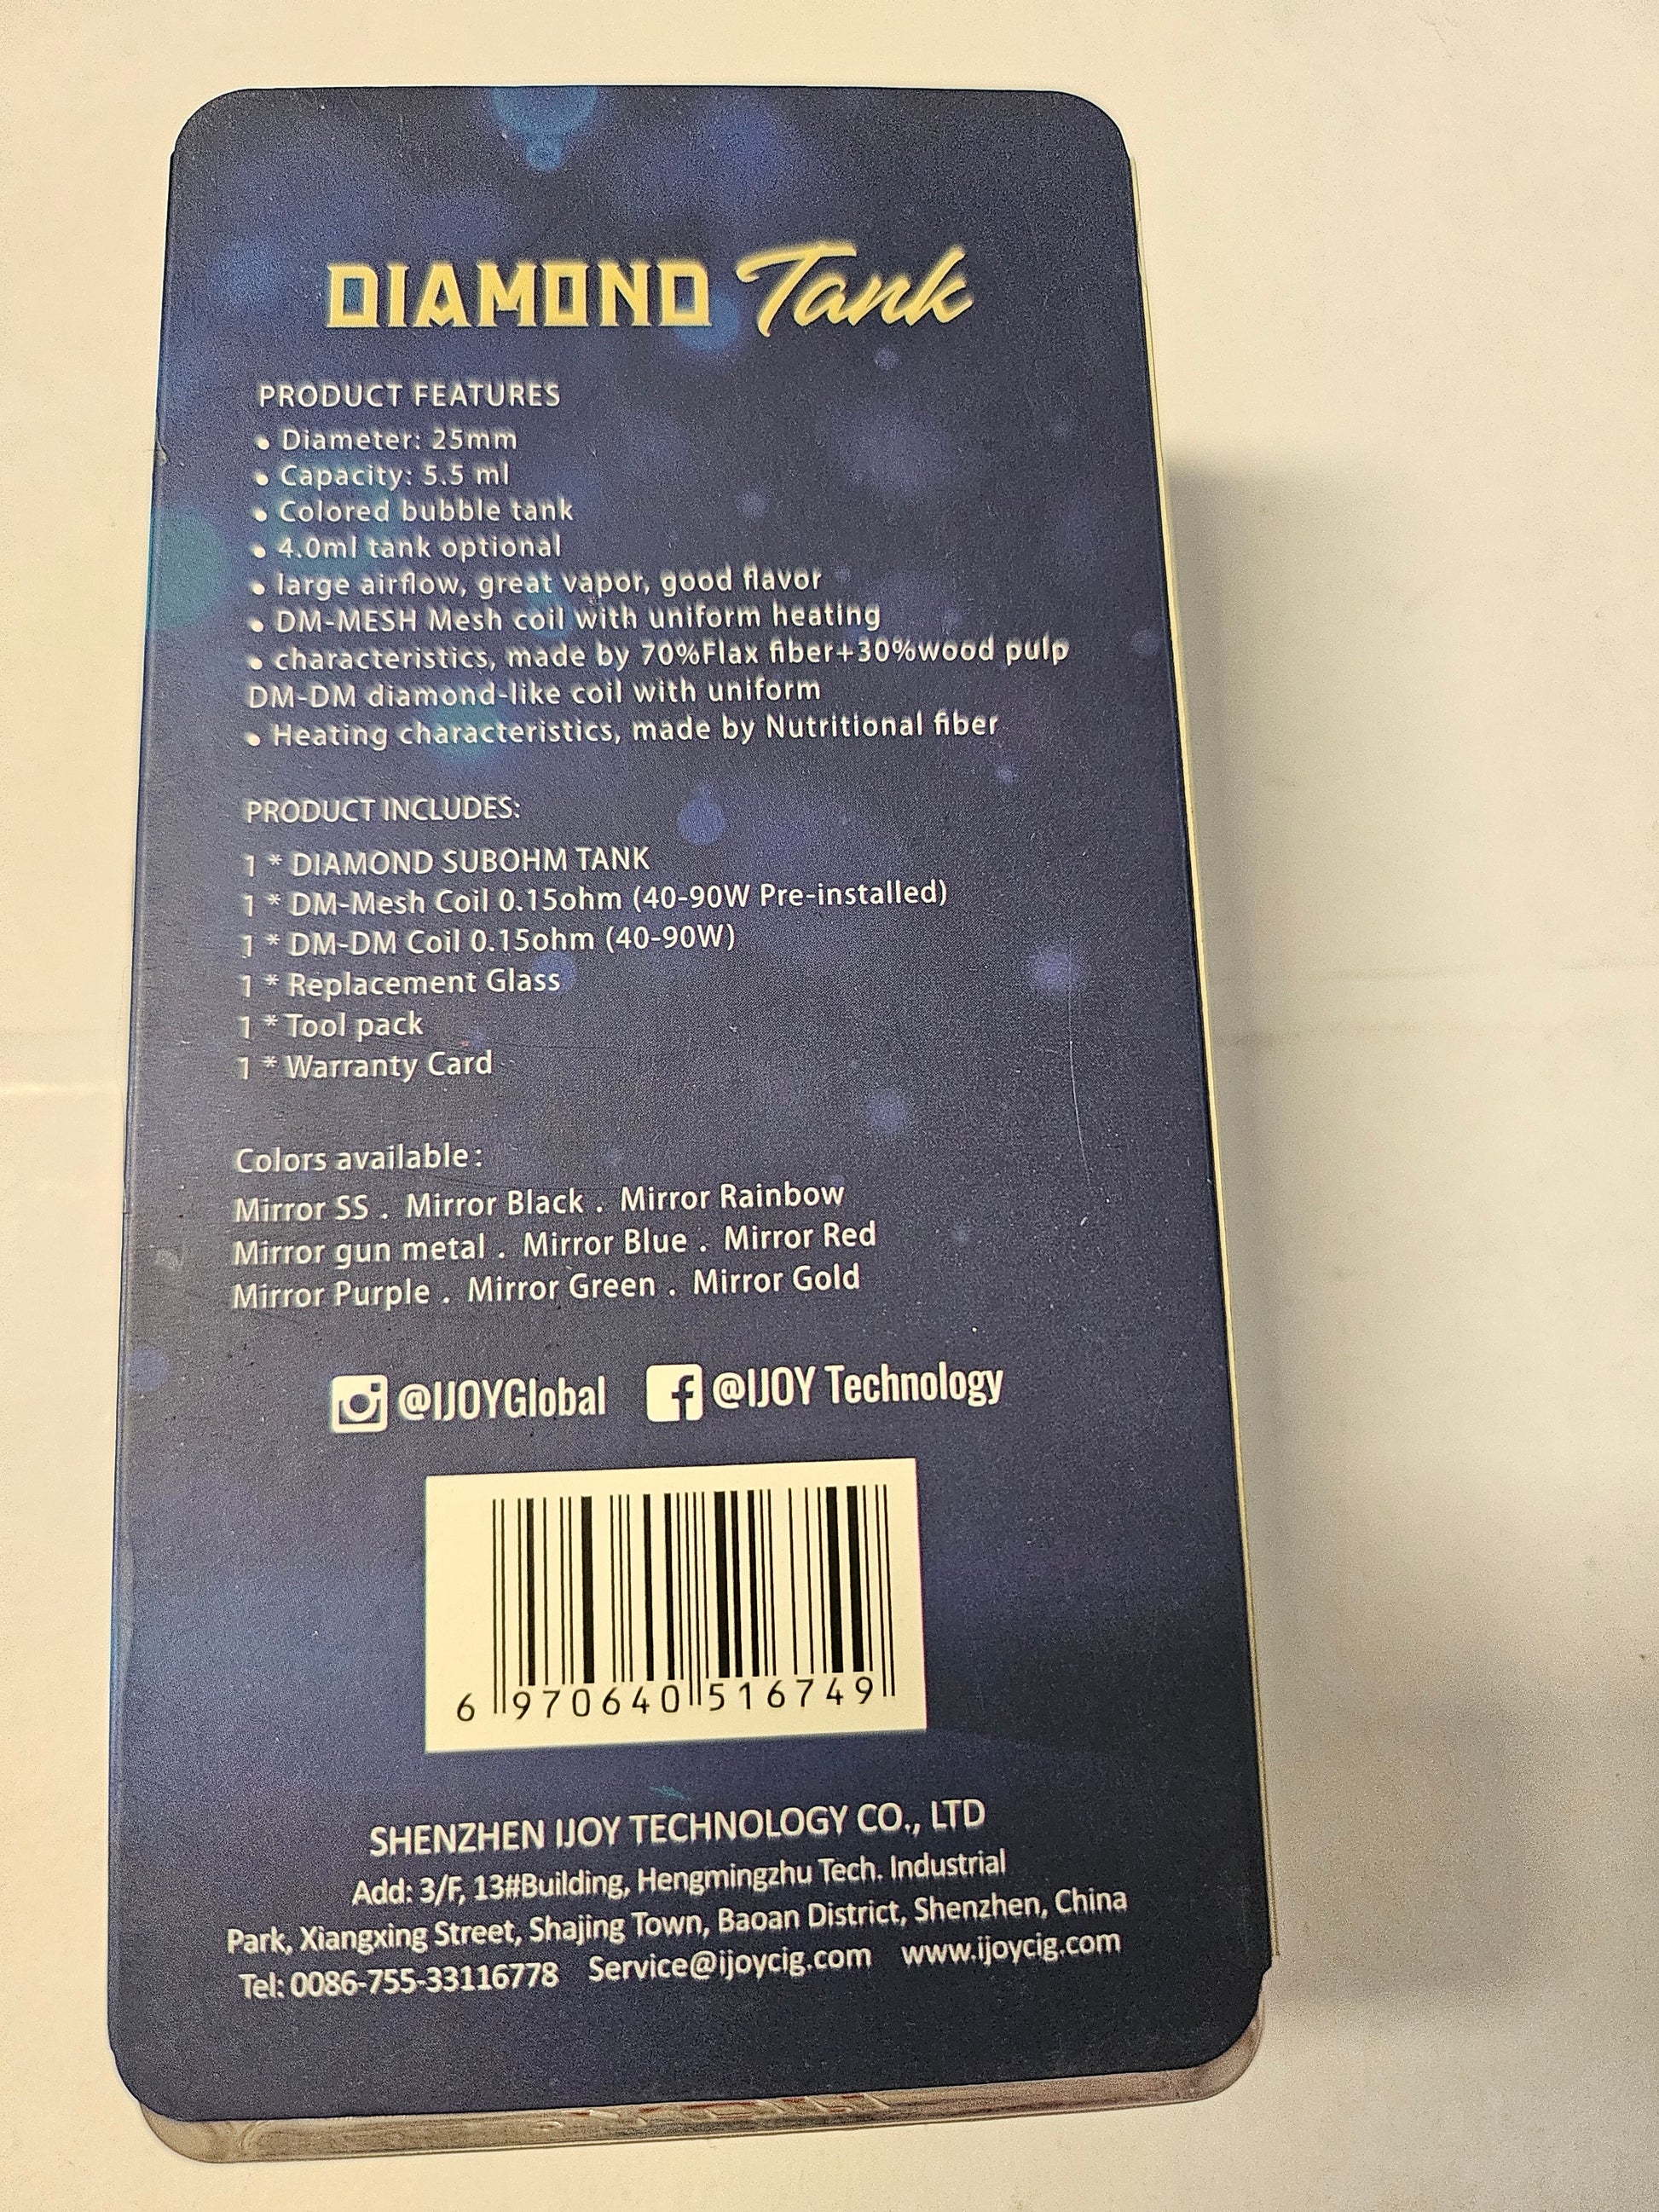 DIAMOND Tank
PRODUCT FEATURES
• Diameter: 25mm
• Capacity: 5.5 ml
• Colored bubble tank
• 4.0ml tank optional
• large airflow, great vapor, good flavor
• DM-MESH Mesh coil with uniform heating
• characteristics, made by 70%Flax fiber+30%wood pulp
DM-DM diamond-like coil with uniform
• Heating characteristics, made by Nutritional fiber
PRODUCT INCLUDES:
1 * DIAMOND SUBOHM TANK
1 * DM-Mesh Coil 0.15ohm (40-90W Pre-installed)
1 * DM-DM Coil 0.15ohm (40-90W)
1 * Replacement Glass
1 * Tool pack
1 * Warranty Card
Colors available:
Mirror SS . Mirror Black . Mirror Rainbow
Mirror gun metal . Mirror Blue . Mirror Red
Mirror Purple . Mirror Green . Mirror Gold
@IJOYGlobal @IJOY Technology
6 970640 516749
SHENZHEN IJOY TECHNOLOGY CO., LTD
Add: 3/F, 13#Building, Hengmingzhu Tech. Industrial
Park, Xiangxing Street, Shajing Town, Baoan District, Shenzhen, China
Tel: 0086-755-33116778 Service@ijoycig.com www.ijoycig.com